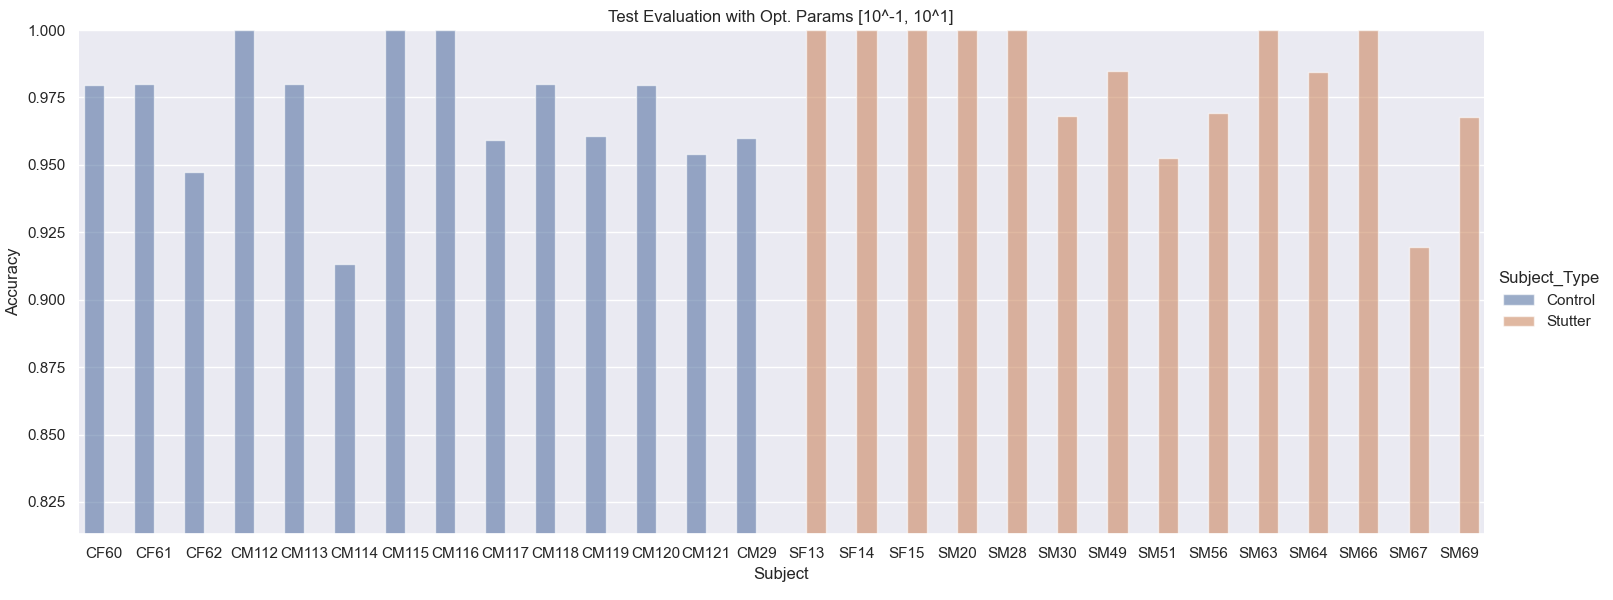 Test Evaluation with Opt. Params [10^-1, 10^1]
1.000
0.975
0.950
0.925
0.900
0.875
0.850
0.825
Accuracy
CF60 CF61 CF62 CM112 CM113 CM114 CM115 CM116 CM117 CM118 CM119 CM120 CM121 CM29 SF13 SF14 SF15 SM20 SM28 SM30 SM49 SM51 SM56 SM63 SM64 SM66 SM67 SM69
Subject
Subject_Type
Control
Stutter